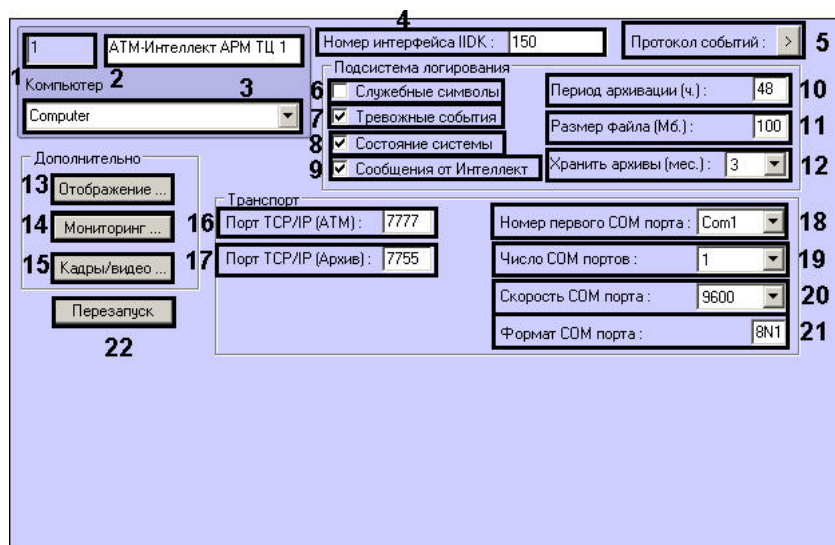 4
1 АТМ-Интеллект АРМ ТЦ 1
Номер интерфейса IIDK : 150
Протокол событий : > 5
1 2
Компьютер 3
Computer
Подсистема логирования
6 Служебные символы
7 Тревожные события
8 Состояние системы
9 Сообщения от Интеллект
Период архивации (ч.) : 48 10
Размер файла (Мб.) : 100 11
Хранить архивы (мес.) : 3 12
Дополнительно
13 Отображение ...
14 Мониторинг ...
15 Кадры/видео ...
Перезапуск
22
Транспорт
16 Порт TCP/IP (АТМ) : 7777
17 Порт TCP/IP (Архив) : 7755
Номер первого COM порта : Com1 18
Число COM портов : 1 19
Скорость COM порта : 9600 20
Формат COM порта : 8N1 21